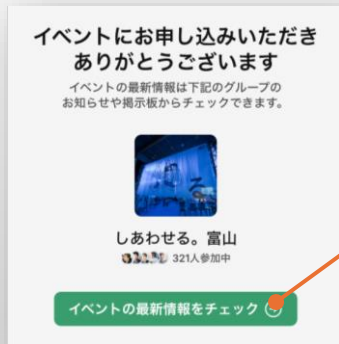 イベントにお申し込みいただき
ありがとうございます
イベントの最新情報は下記のグループの
お知らせや掲示板からチェックできます。
しあわせる。富山
321人参加中
イベントの最新情報をチェック